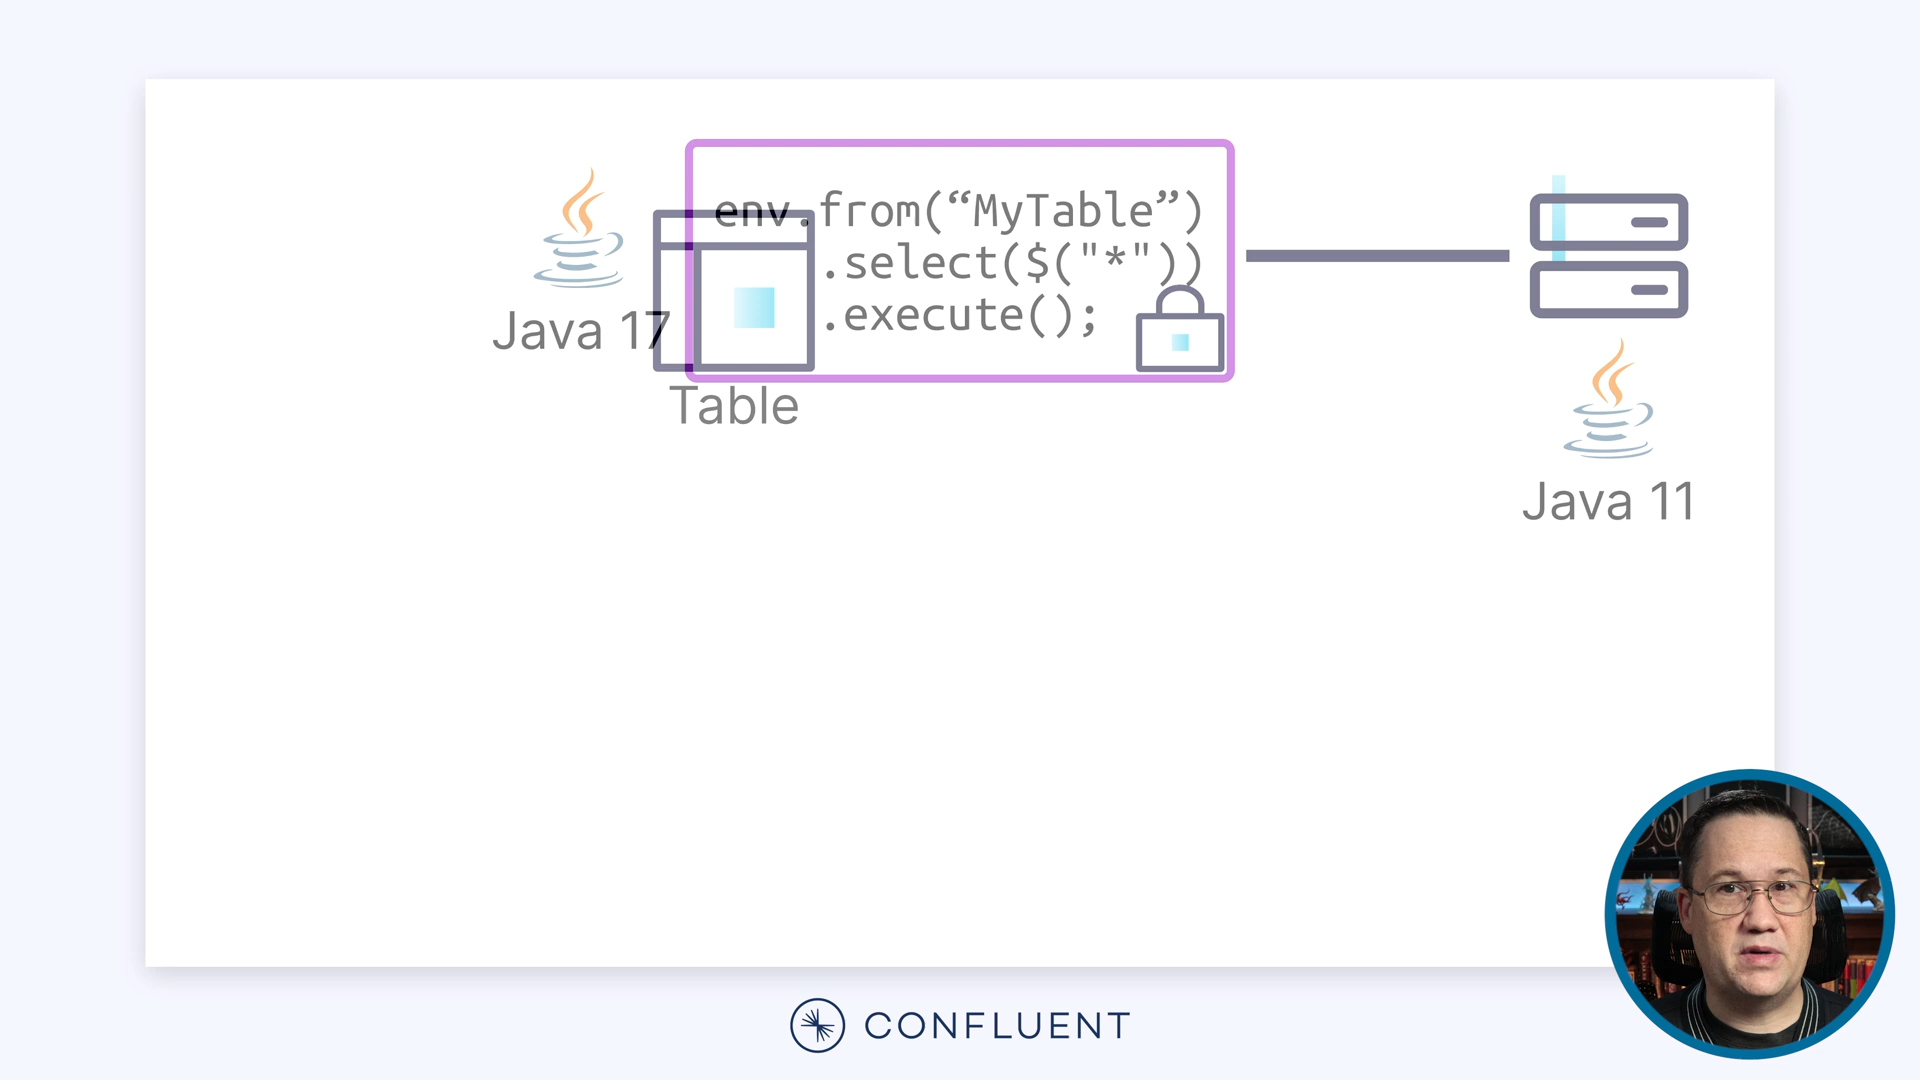 env.from(“MyTable”)
.select($("*"))
.execute();
Java 17
Table
Java 11
CONFLUENT